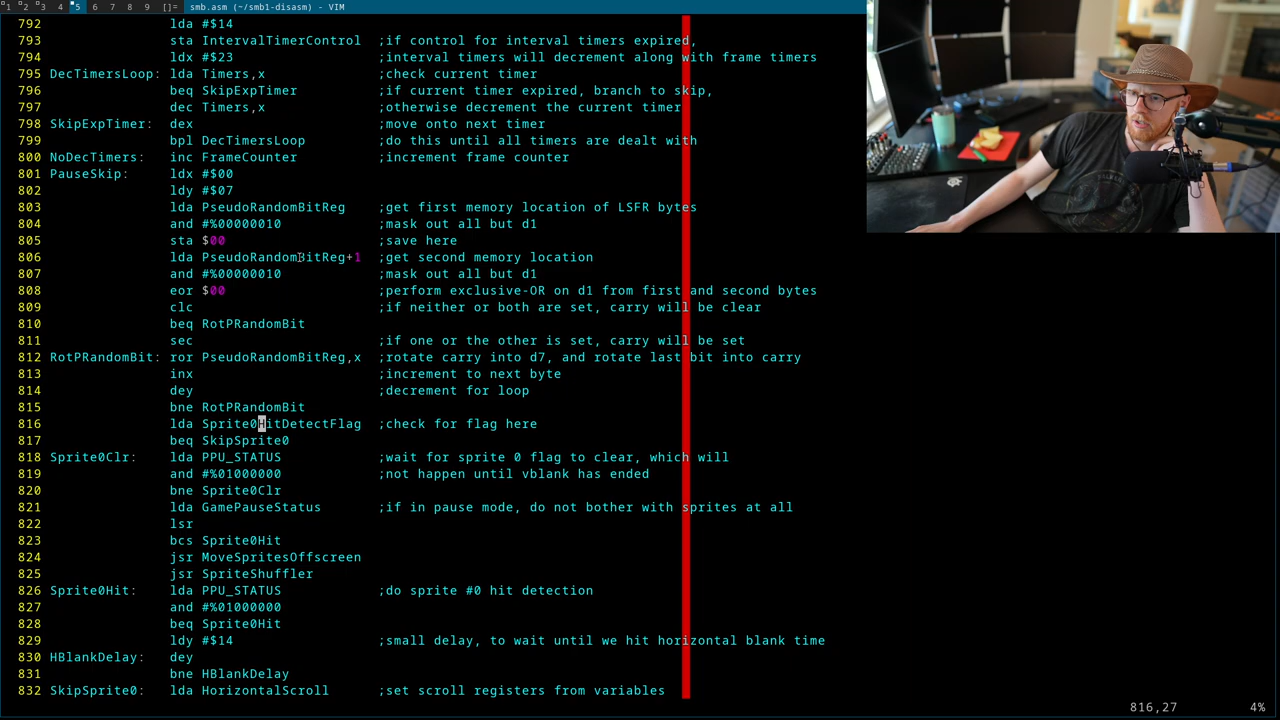 1 2 3 4 5 6 7 8 9 []= smb.asm (~/smb1-disasm) - VIM
792 lda #$14
793 sta IntervalTimerControl ;if control for interval timers expired,
794 ldx #$23 ;interval timers will decrement along with frame timers
795 DecTimersLoop: lda Timers,x ;check current timer
796 beq SkipExpTimer ;if current timer expired, branch to skip,
797 dec Timers,x ;otherwise decrement the current timer
798 SkipExpTimer: dex ;move onto next timer
799 bpl DecTimersLoop ;do this until all timers are dealt with
800 NoDecTimers: inc FrameCounter ;increment frame counter
801 PauseSkip: ldx #$00
802 ldy #$07
803 lda PseudoRandomBitReg ;get first memory location of LSFR bytes
804 and #%00000010 ;mask out all but d1
805 sta $00 ;save here
806 lda PseudoRandomBitReg+1 ;get second memory location
807 and #%00000010 ;mask out all but d1
808 eor $00 ;perform exclusive-OR on d1 from first and second bytes
809 clc ;if neither or both are set, carry will be clear
810 beq RotPRandomBit
811 sec ;if one or the other is set, carry will be set
812 RotPRandomBit: ror PseudoRandomBitReg,x ;rotate carry into d7, and rotate last bit into carry
813 inx ;increment to next byte
814 dey ;decrement for loop
815 bne RotPRandomBit
816 lda Sprite0HitDetectFlag ;check for flag here
817 beq SkipSprite0
818 Sprite0Clr: lda PPU_STATUS ;wait for sprite 0 flag to clear, which will
819 and #%01000000 ;not happen until vblank has ended
820 bne Sprite0Clr
821 lda GamePauseStatus ;if in pause mode, do not bother with sprites at all
822 lsr
823 bcs Sprite0Hit
824 jsr MoveSpritesOffscreen
825 jsr SpriteShuffler
826 Sprite0Hit: lda PPU_STATUS ;do sprite #0 hit detection
827 and #%01000000
828 beq Sprite0Hit
829 ldy #$14 ;small delay, to wait until we hit horizontal blank time
830 HBlankDelay: dey
831 bne HBlankDelay
832 SkipSprite0: lda HorizontalScroll ;set scroll registers from variables
816,27 4%